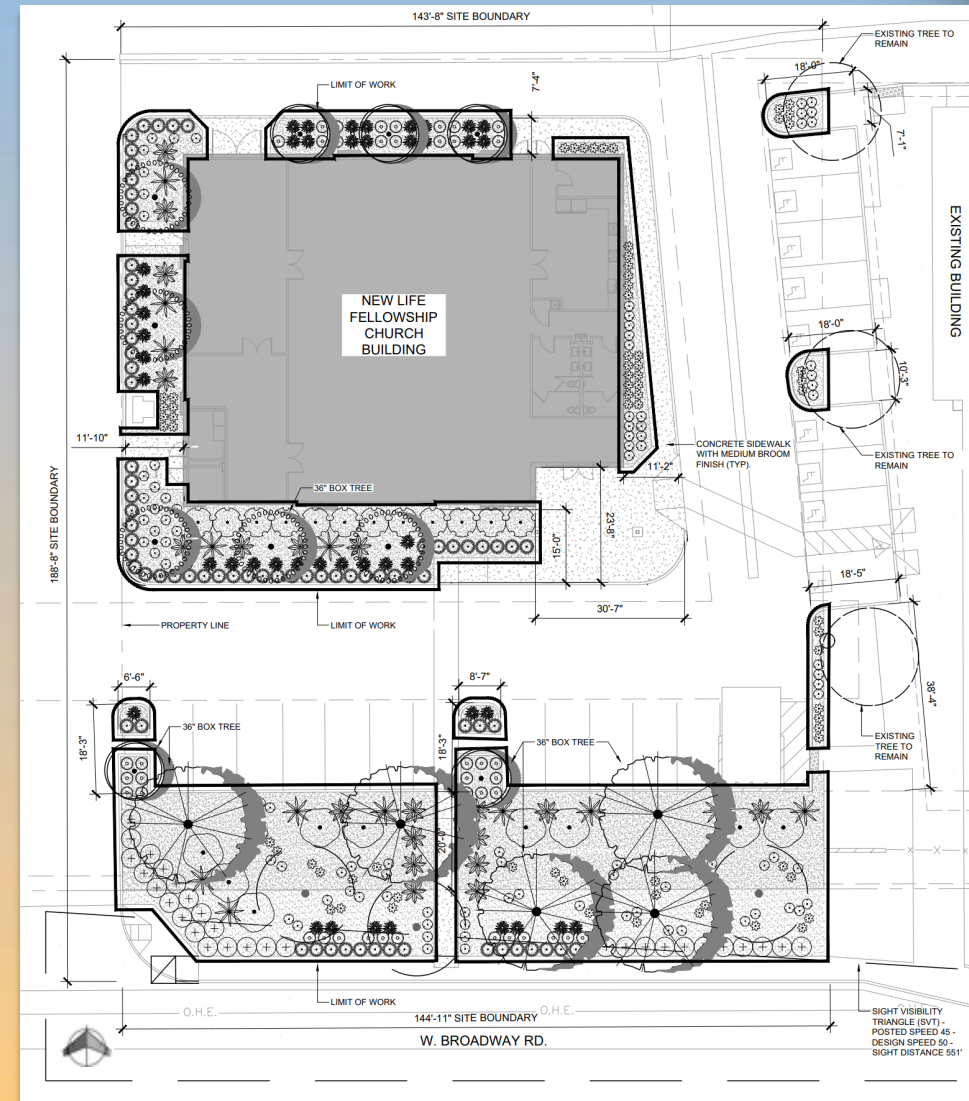 143'-8" SITE BOUNDARY
EXISTING TREE TO
REMAIN
18'-0"
LIMIT OF WORK
7'-4"
7'-1"
EXISTING BUILDING
NEW LIFE
FELLOWSHIP
CHURCH
BUILDING
18'-0"
10'-3"
11'-10"
CONCRETE SIDEWALK
WITH MEDIUM BROOM
FINISH (TYP).
EXISTING TREE TO
REMAIN
11'-2"
36" BOX TREE
188'-8" SITE BOUNDARY
23'-8"
15'-0"
18'-5"
30'-7"
PROPERTY LINE
LIMIT OF WORK
6'-6"
8'-7"
38'-4"
18'-3"
36" BOX TREE
18'-3"
36" BOX TREE
EXISTING
TREE TO
REMAIN
20'-0"
LIMIT OF WORK
O.H.E.
O.H.E.
O.H.E.
144'-11" SITE BOUNDARY
W. BROADWAY RD.
SIGHT VISIBILITY
TRIANGLE (SVT) -
POSTED SPEED 45 -
DESIGN SPEED 50 -
SIGHT DISTANCE 551'